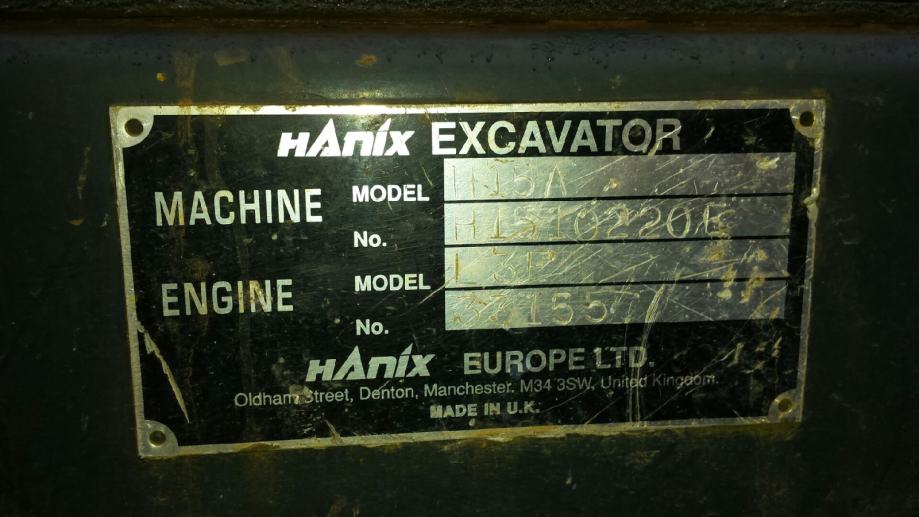 HANIX EXCAVATOR
MACHINE MODEL H15A
No. H1510220E
ENGINE MODEL
No.
HANIX EUROPE LTD.
Oldham Street, Denton, Manchester. M34 3SW, United Kingdom.
MADE IN U.K.